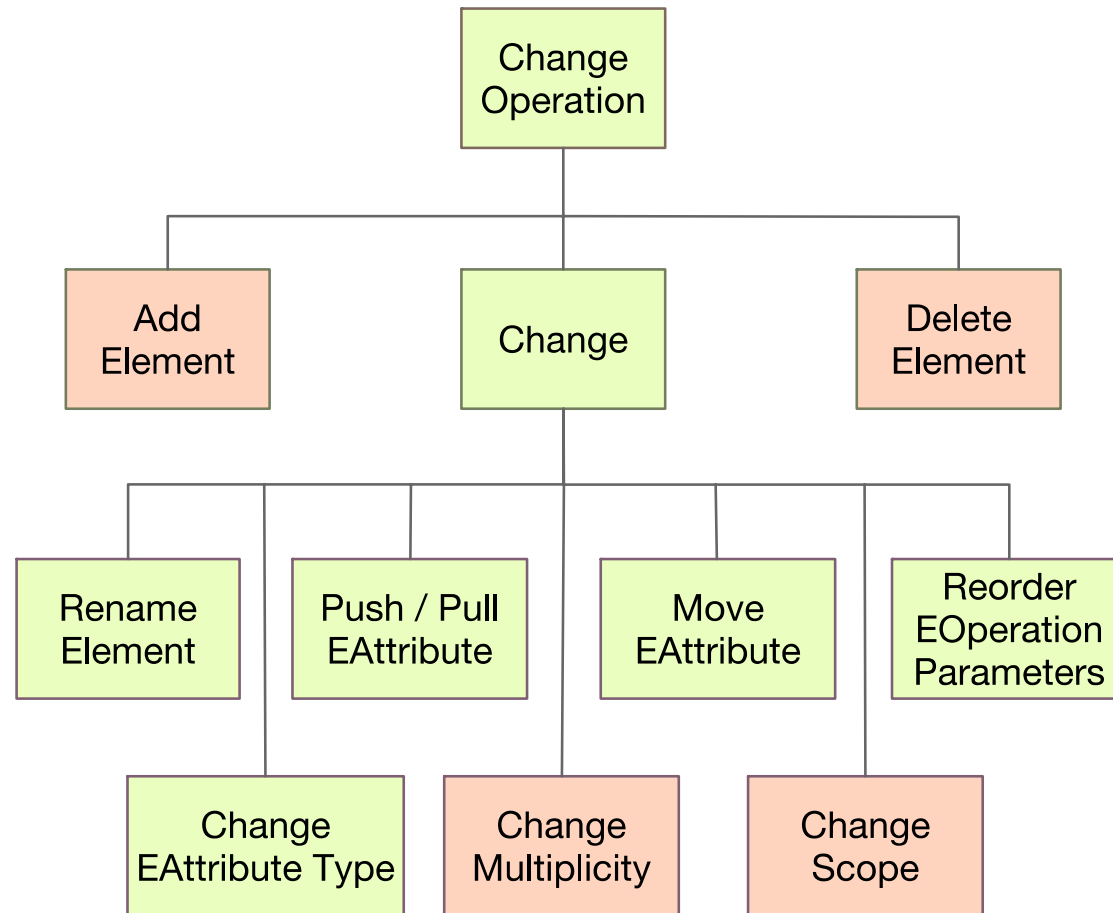 Change
Operation
Add
Element
Change
Delete
Element
Rename
Element
Push / Pull
EAttribute
Move
EAttribute
Reorder
EOperation
Parameters
Change
EAttribute Type
Change
Multiplicity
Change
Scope